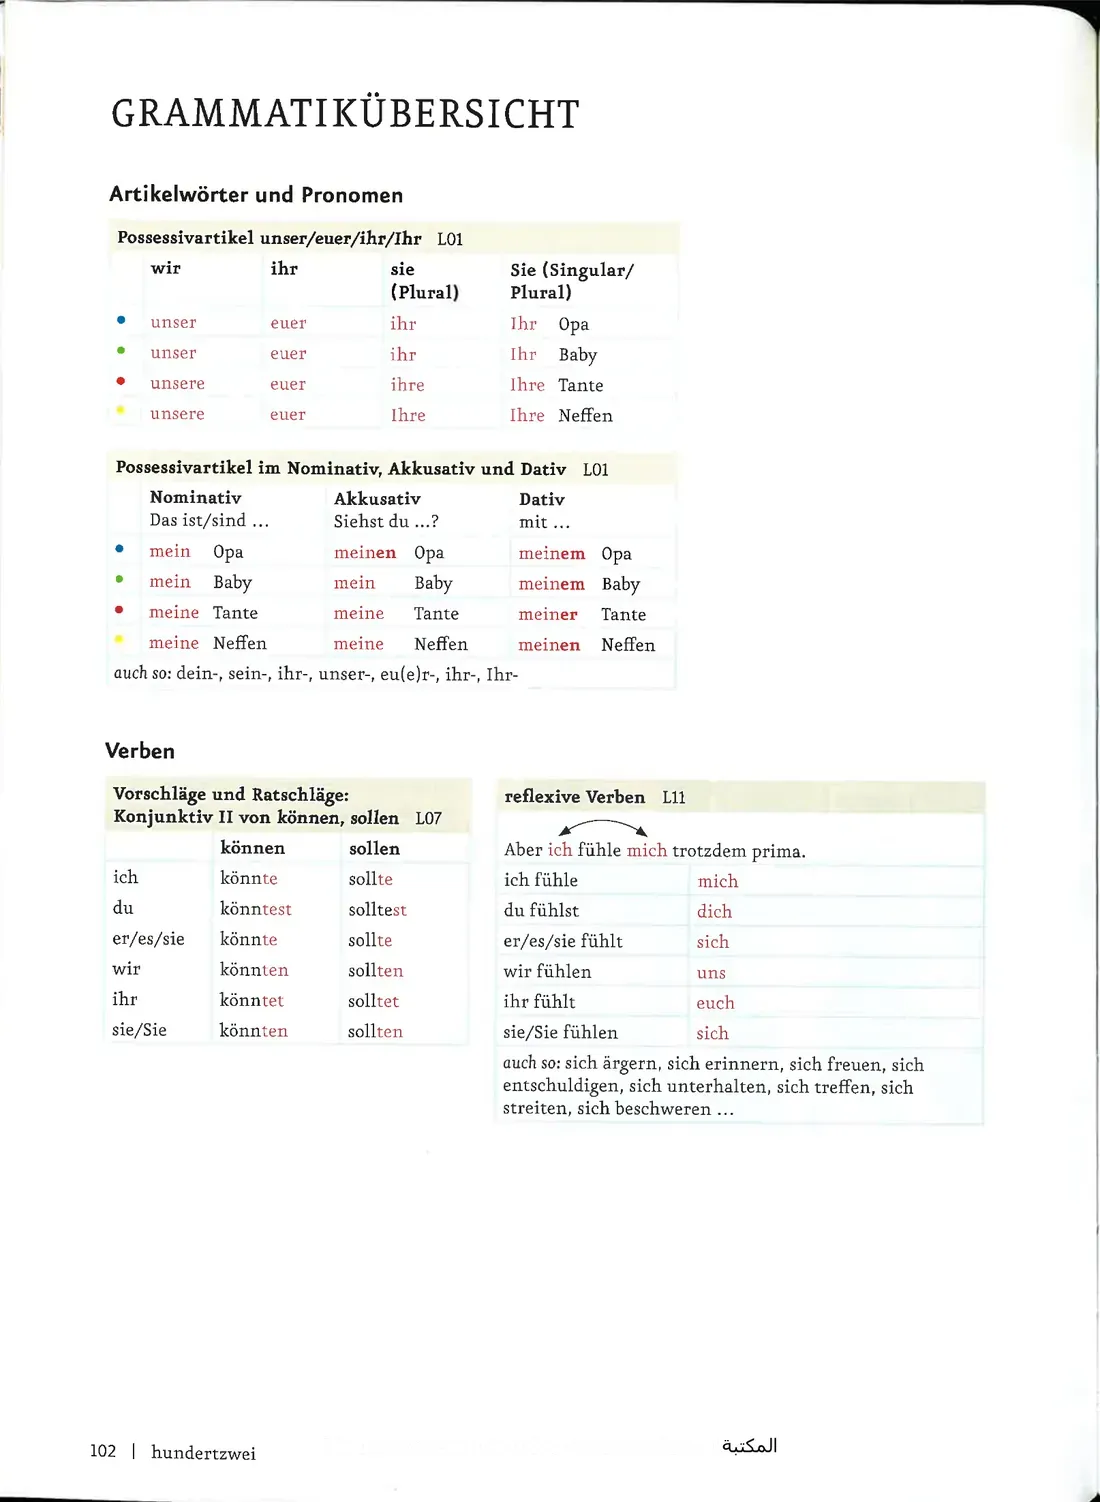 GRAMMATIKÜBERSICHT
Artikelwörter und Pronomen
Possessivartikel unser/euer/ihr/Ihr L01
wir ihr sie (Plural) Sie (Singular/ Plural)
unser euer ihr Ihr Opa
unser euer ihr Ihr Baby
unsere euer ihre Ihre Tante
unsere euer Ihre Ihre Neffen
Possessivartikel im Nominativ, Akkusativ und Dativ L01
Nominativ Akkusativ Dativ
Das ist/sind ... Siehst du ...? mit ...
mein Opa meinen Opa meinem Opa
mein Baby mein Baby meinem Baby
meine Tante meine Tante meiner Tante
meine Neffen meine Neffen meinen Neffen
auch so: dein-, sein-, ihr-, unser-, eu(e)r-, ihr-, Ihr-
Verben
Vorschläge und Ratschläge:
Konjunktiv II von können, sollen L07
können sollen
ich könnte sollte
du könntest solltest
er/es/sie könnte sollte
wir könnten sollten
ihr könntet solltet
sie/Sie könnten sollten
reflexive Verben L11
Aber ich fühle mich trotzdem prima.
ich fühle mich
du fühlst dich
er/es/sie fühlt sich
wir fühlen uns
ihr fühlt euch
sie/Sie fühlen sich
auch so: sich ärgern, sich erinnern, sich freuen, sich
entschuldigen, sich unterhalten, sich treffen, sich
streiten, sich beschweren ...
102 | hundertzwei
المكتبة